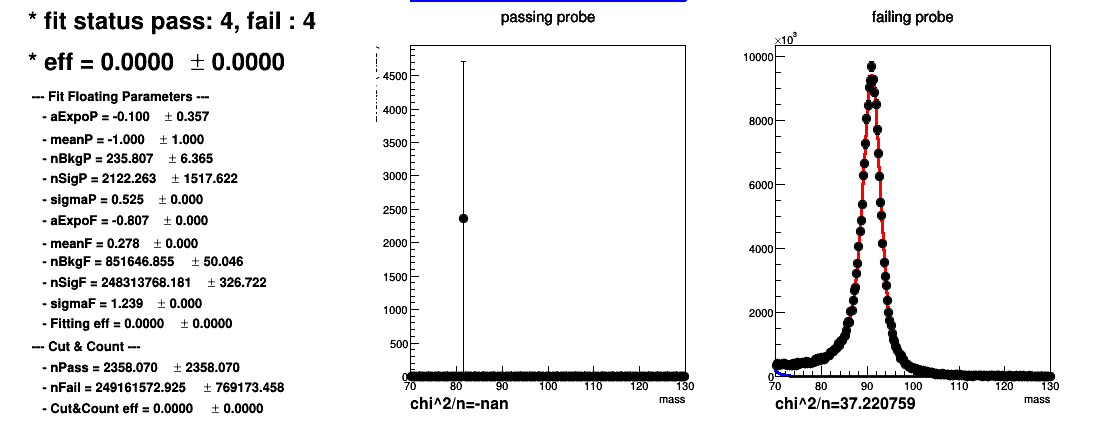 * fit status pass: 4, fail : 4
* eff = 0.0000 ± 0.0000
--- Fit Floating Parameters ---
- aExpoP = -0.100 ± 0.357
- meanP = -1.000 ± 1.000
- nBkgP = 235.807 ± 6.365
- nSigP = 2122.263 ± 1517.622
- sigmaP = 0.525 ± 0.000
- aExpoF = -0.807 ± 0.000
- meanF = 0.278 ± 0.000
- nBkgF = 851646.855 ± 50.046
- nSigF = 248313768.181 ± 326.722
- sigmaF = 1.239 ± 0.000
- Fitting eff = 0.0000 ± 0.0000
--- Cut & Count ---
- nPass = 2358.070 ± 2358.070
- nFail = 249161572.925 ± 769173.458
- Cut&Count eff = 0.0000 ± 0.0000
passing probe
4500
4000
3500
3000
2500
2000
1500
1000
500
0
70 80 90 100 110 120 130
mass
chi^2/n=-nan
failing probe
×10³
10000
8000
6000
4000
2000
0
70 80 90 100 110 120 130
mass
chi^2/n=37.220759